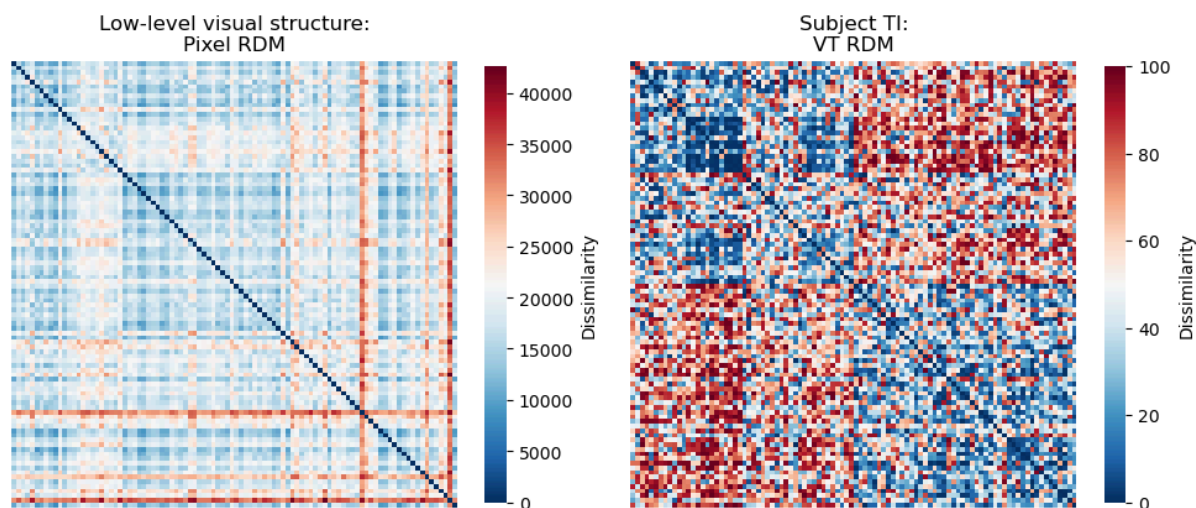 Low-level visual structure:
Pixel RDM
40000
35000
30000
25000
20000
15000
10000
5000
0
Dissimilarity
Subject TI:
VT RDM
100
80
60
40
20
0
Dissimilarity